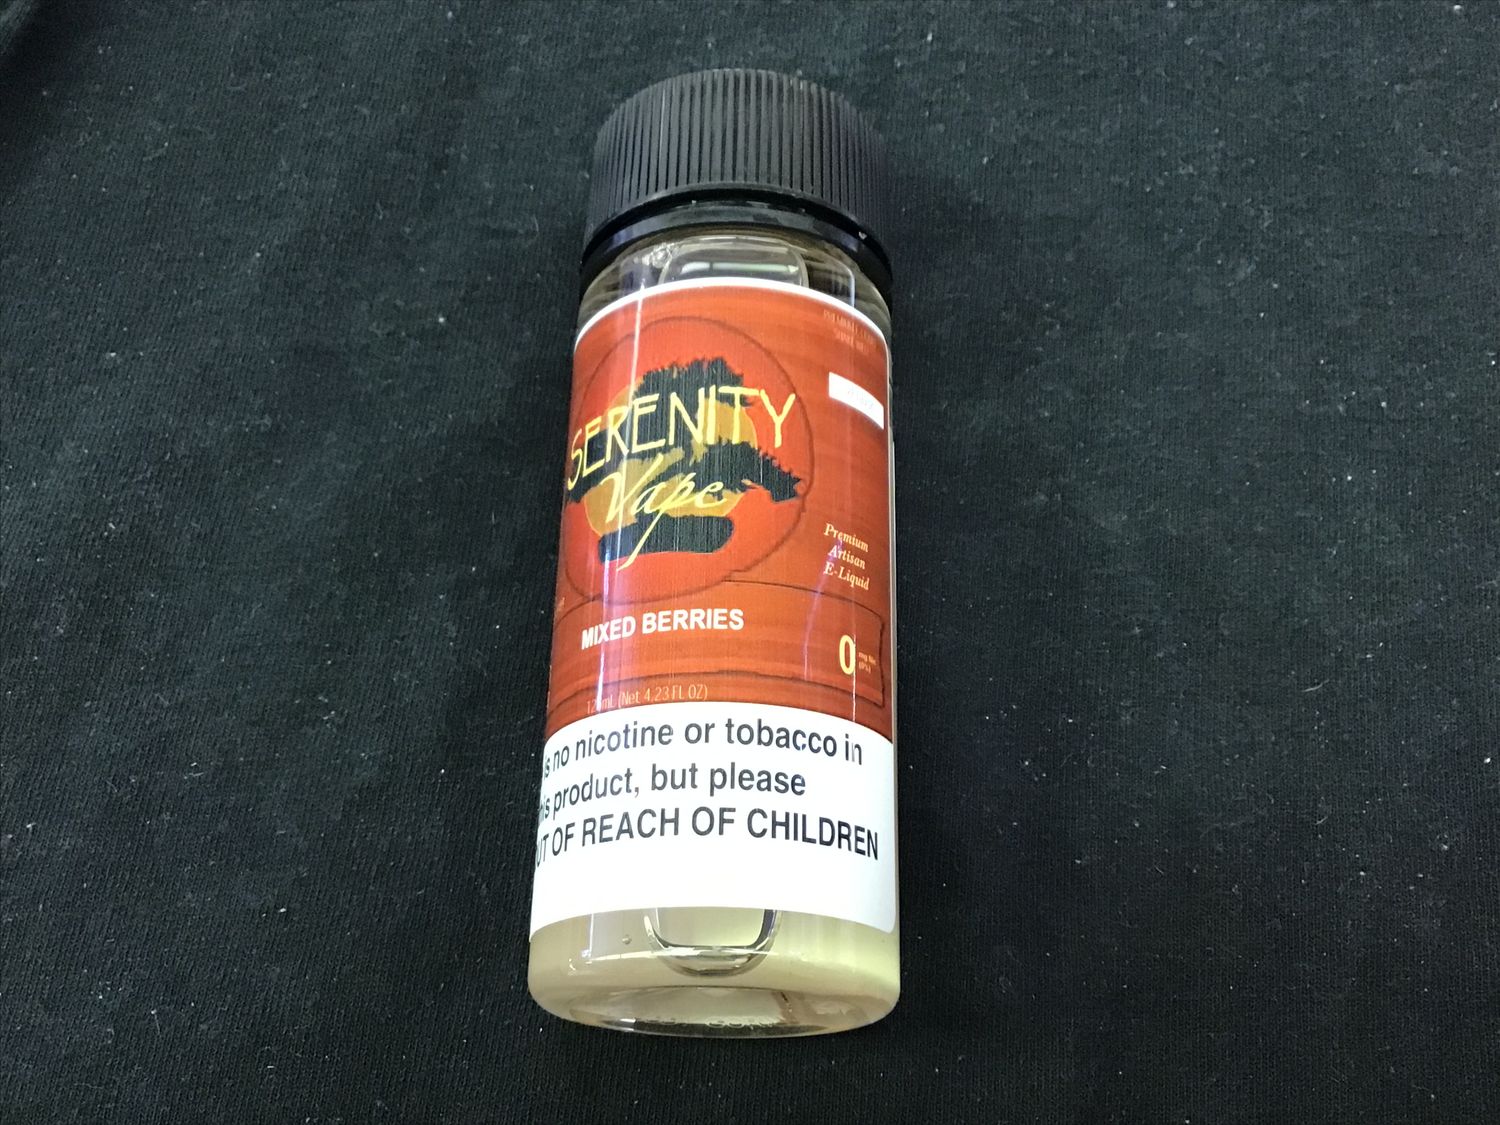 SERENITY
Vape
Premium
Artisan
E-Liquid
MIXED BERRIES
0
mL (Net 4.23 FL OZ)
no nicotine or tobacco in
product, but please
OF REACH OF CHILDREN